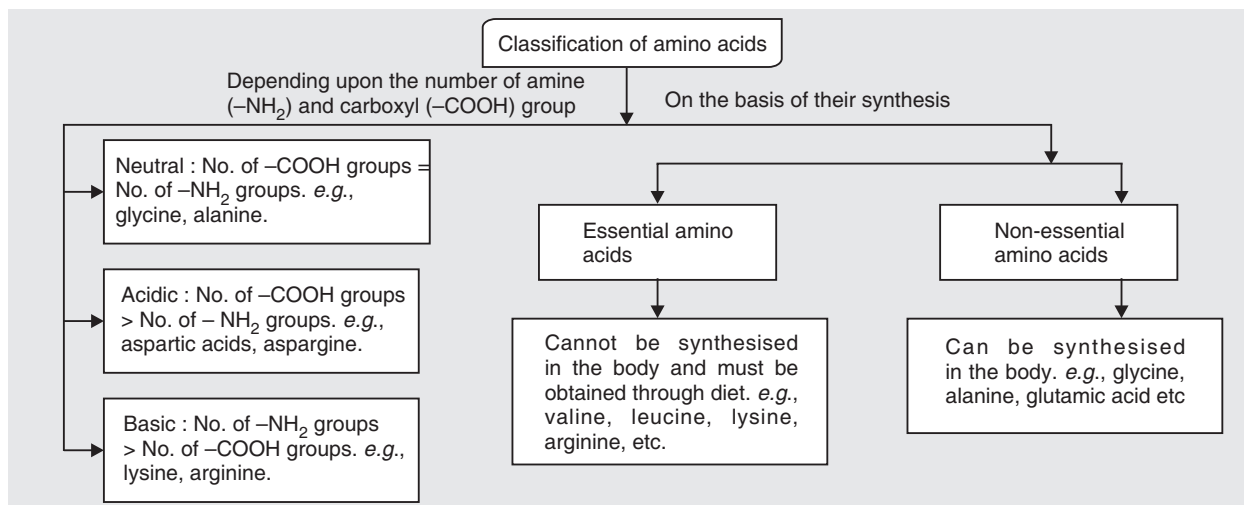 Classification of amino acids
Depending upon the number of amine
(–NH₂) and carboxyl (–COOH) group
On the basis of their synthesis
Neutral : No. of –COOH groups =
No. of –NH₂ groups. e.g.,
glycine, alanine.
Acidic : No. of –COOH groups
> No. of – NH₂ groups. e.g.,
aspartic acids, aspargine.
Basic : No. of –NH₂ groups
> No. of –COOH groups. e.g.,
lysine, arginine.
Essential amino
acids
Non-essential
amino acids
Cannot be synthesised
in the body and must be
obtained through diet. e.g.,
valine, leucine, lysine,
arginine, etc.
Can be synthesised
in the body. e.g., glycine,
alanine, glutamic acid etc